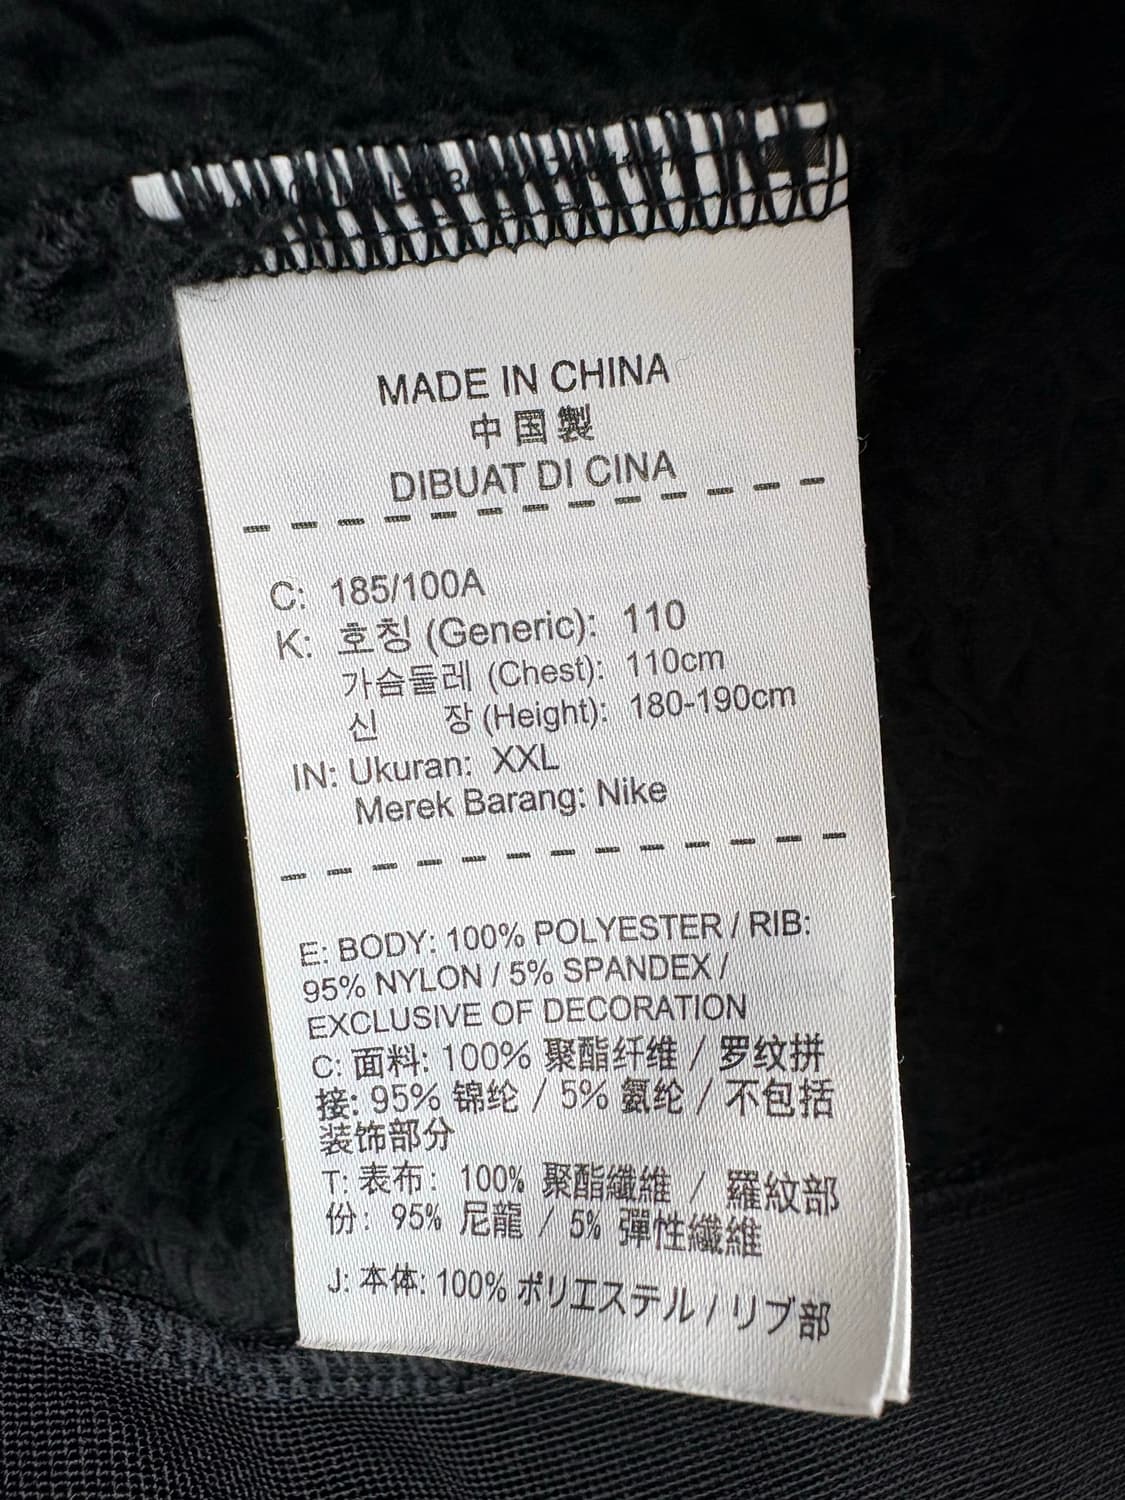 MADE IN CHINA
中国製
DIBUAT DI CINA
C: 185/100A
K: 호칭 (Generic): 110
가슴둘레 (Chest): 110cm
신 장 (Height): 180-190cm
IN: Ukuran: XXL
Merek Barang: Nike
E: BODY: 100% POLYESTER / RIB:
95% NYLON / 5% SPANDEX /
EXCLUSIVE OF DECORATION
C: 面料: 100% 聚酯纤维 / 罗纹拼
接: 95% 锦纶 / 5% 氨纶 / 不包括
装饰部分
T: 表布: 100% 聚酯纖維 / 羅紋部
份: 95% 尼龍 / 5% 彈性纖維
J: 本体: 100% ポリエステル / リブ部